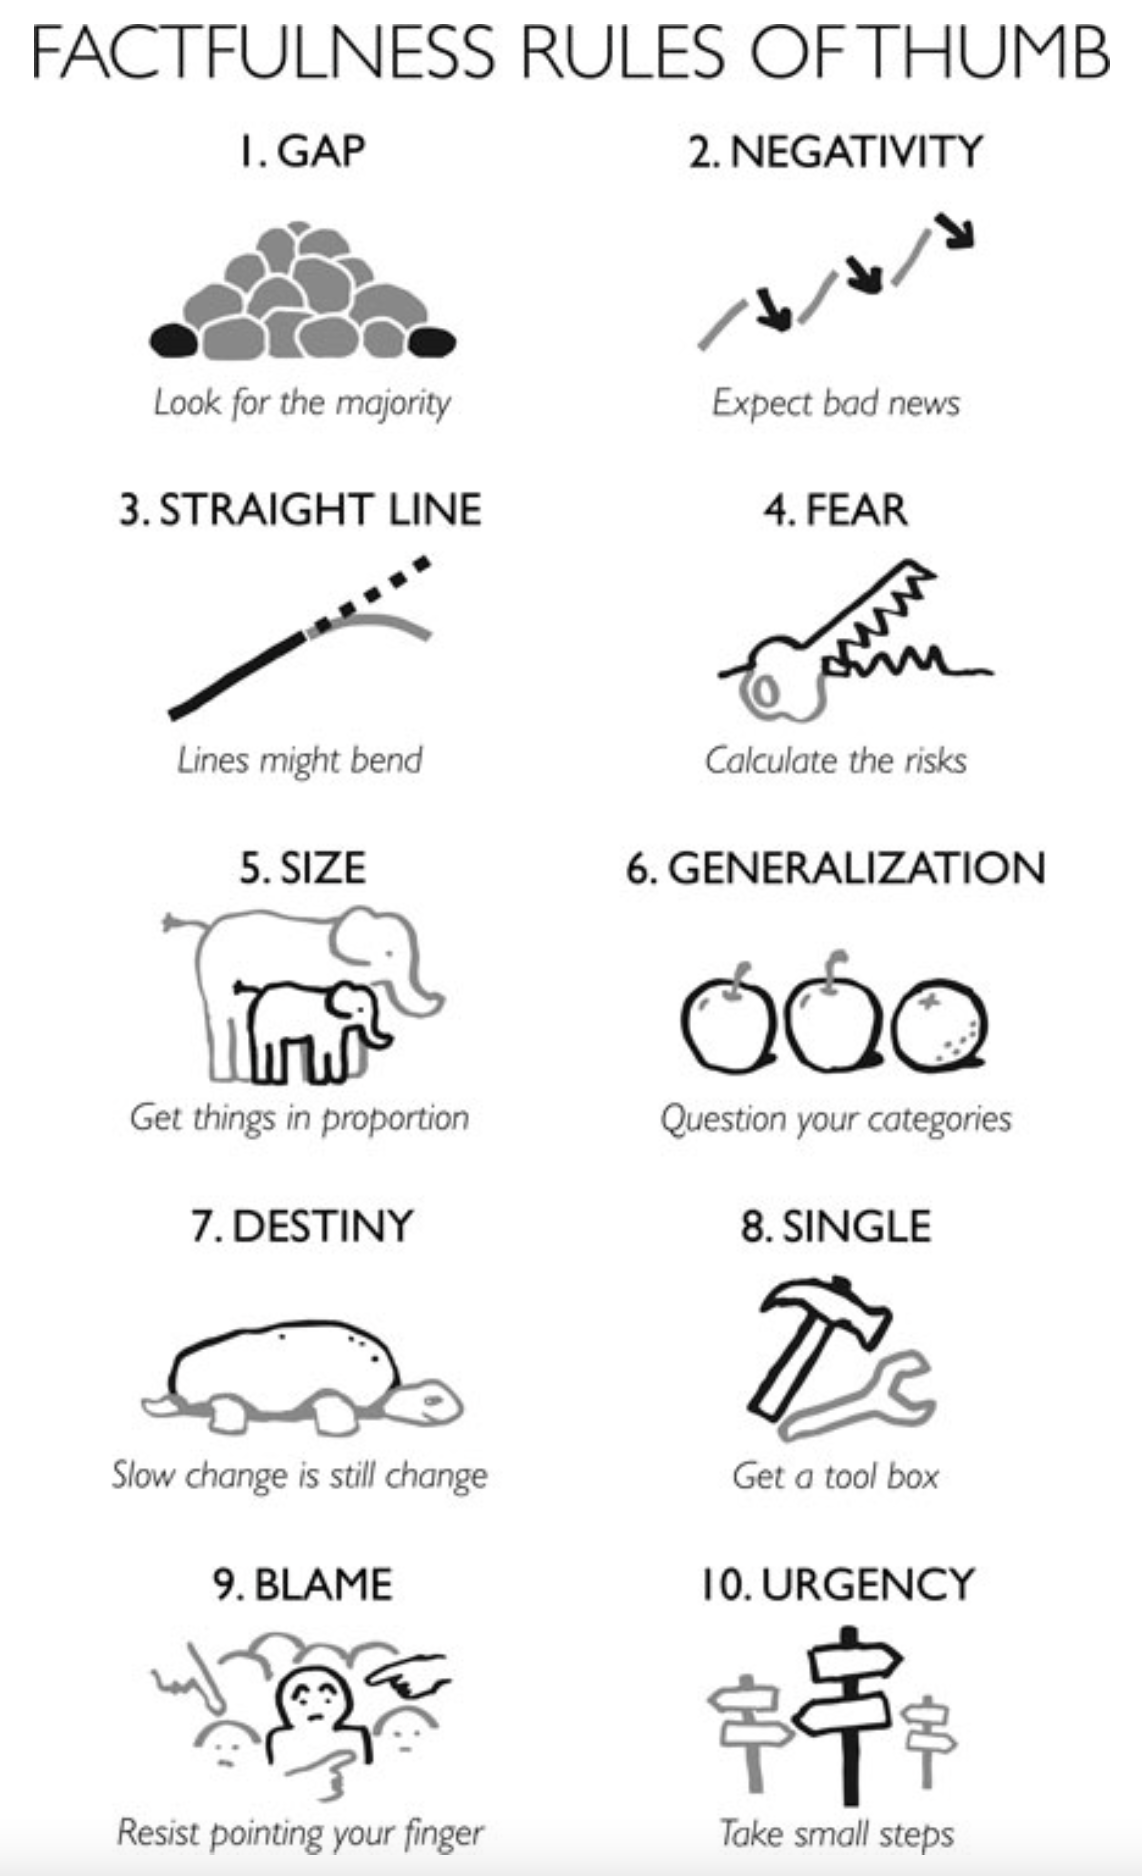 FACTFULNESS RULES OF THUMB
1. GAP
Look for the majority
2. NEGATIVITY
Expect bad news
3. STRAIGHT LINE
Lines might bend
4. FEAR
Calculate the risks
5. SIZE
Get things in proportion
6. GENERALIZATION
Question your categories
7. DESTINY
Slow change is still change
8. SINGLE
Get a tool box
9. BLAME
Resist pointing your finger
10. URGENCY
Take small steps